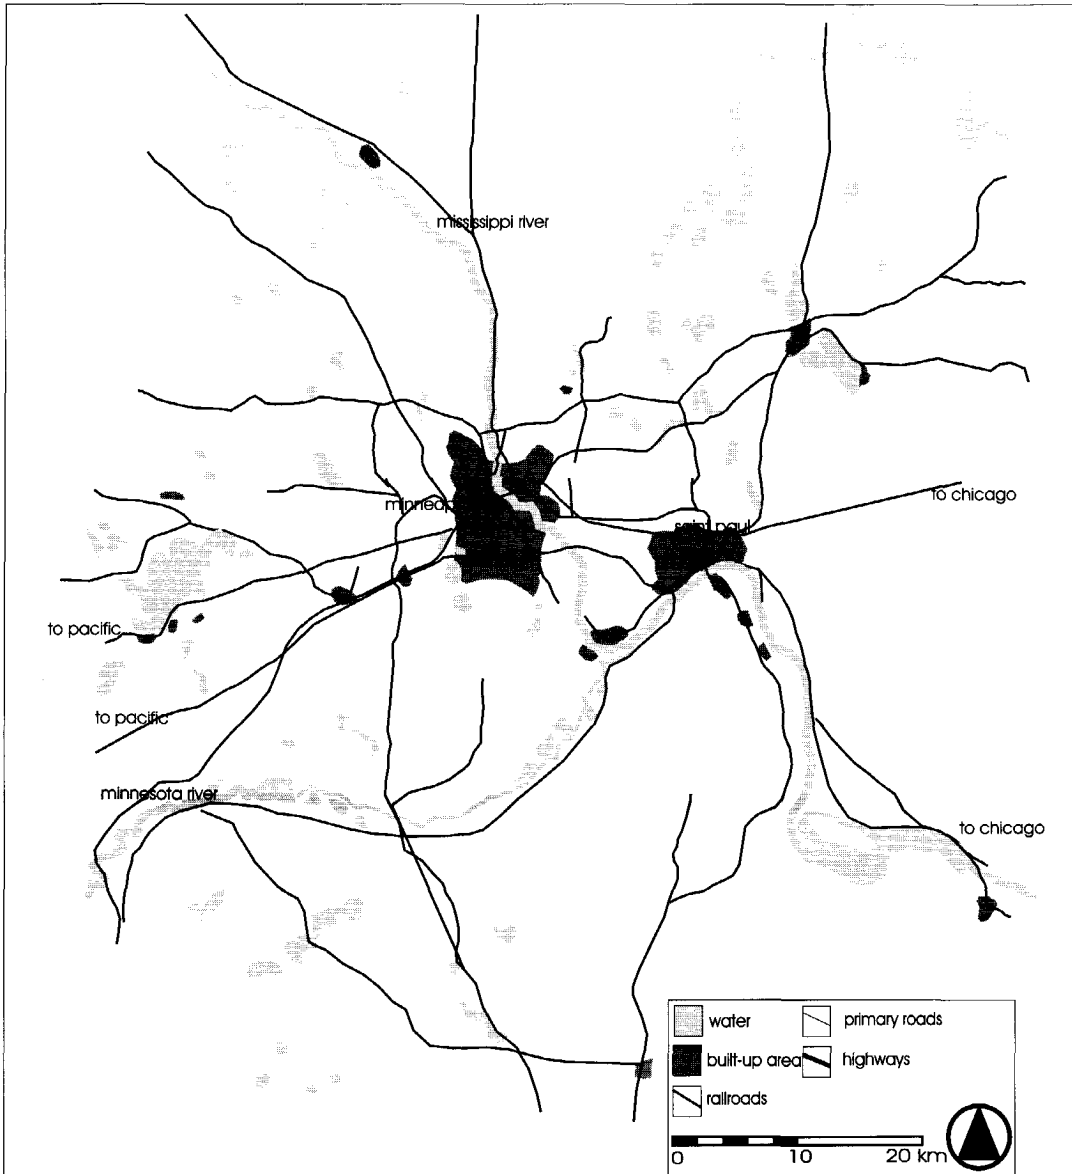 mississippi river
to chicago
saint paul
to pacific
to pacific
minnesota river
to chicago
water
primary roads
built-up area
highways
railroads
0 10 20 km